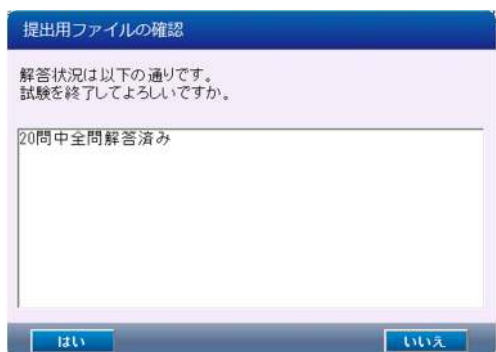 提出用ファイルの確認
解答状況は以下の通りです。
試験を終了してよろしいですか。
20問中全問解答済み
はい
いいえ